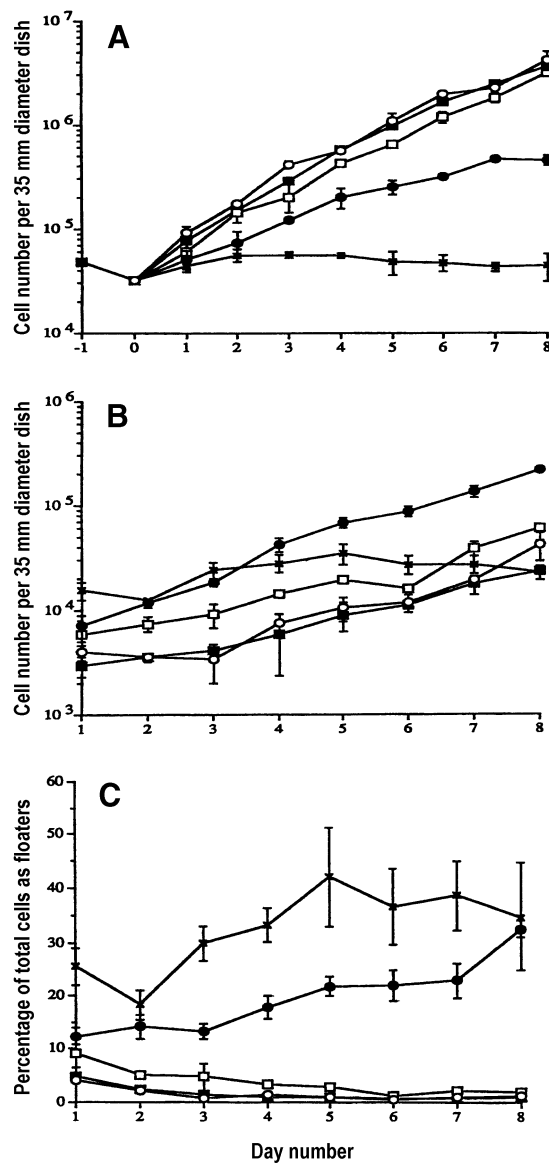 A
Cell number per 35 mm diameter dish
10⁷
10⁶
10⁵
10⁴
-1 0 1 2 3 4 5 6 7 8
B
Cell number per 35 mm diameter dish
10⁶
10⁵
10⁴
10³
1 2 3 4 5 6 7 8
C
Percentage of total cells as floaters
60
50
40
30
20
10
0
1 2 3 4 5 6 7 8
Day number